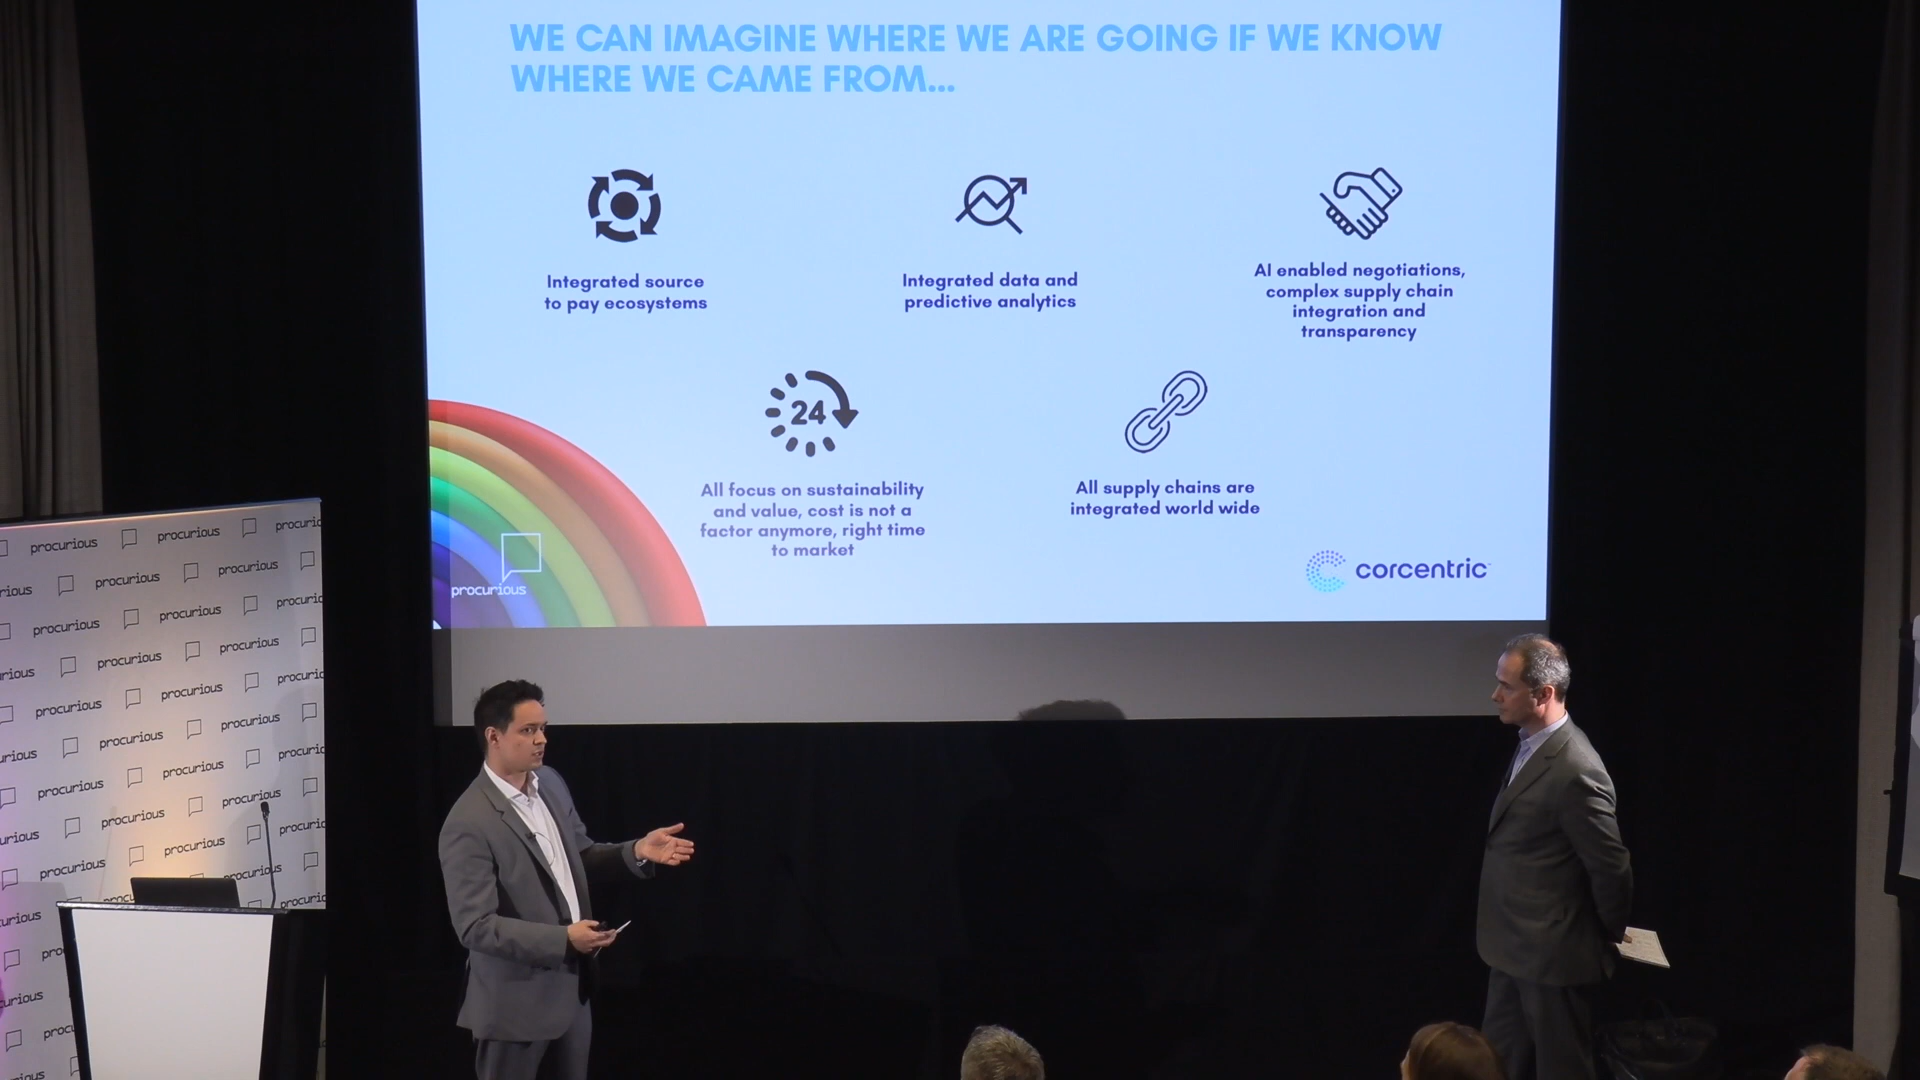 WE CAN IMAGINE WHERE WE ARE GOING IF WE KNOW
WHERE WE CAME FROM...
Integrated source
to pay ecosystems
Integrated data and
predictive analytics
AI enabled negotiations,
complex supply chain
integration and
transparency
24
All focus on sustainability
and value, cost is not a
factor anymore, right time
to market
All supply chains are
integrated world wide
procurious
corcentric
procurious procurious
procurious procurious
procurious procurious
procurious procurious
procurious procurious
procurious procurious
procurious procurious
procurious procurious
procurious procurious
procurious